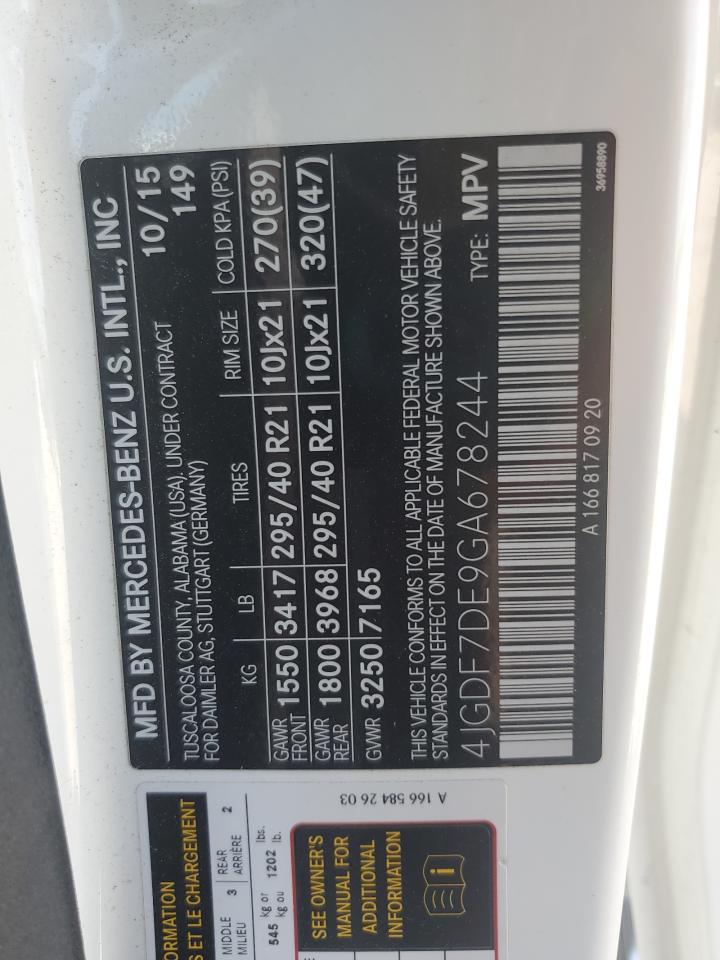 MFD BY MERCEDES-BENZ U.S. INTL., INC
TUSCALOOSA COUNTY, ALABAMA (USA), UNDER CONTRACT 10/15
FOR DAIMLER AG, STUTTGART (GERMANY) 149
KG LB TIRES RIM SIZE COLD KPA (PSI)
GAWR FRONT 1550 3417 295/40 R21 10Jx21 270(39)
GAWR REAR 1800 3968 295/40 R21 10Jx21 320(47)
GVWR 3250 7165
THIS VEHICLE CONFORMS TO ALL APPLICABLE FEDERAL MOTOR VEHICLE SAFETY
STANDARDS IN EFFECT ON THE DATE OF MANUFACTURE SHOWN ABOVE.
4JGDF7DE9GA678244 TYPE: MPV
A 166 817 09 20
36958890
ORMATION
S ET LE CHARGEMENT
MIDDLE 3 REAR 2
MILIEU ARRIÈRE
545 kg or 1202 lbs.
kg ou lb.
SEE OWNER'S
MANUAL FOR
ADDITIONAL
INFORMATION
A 166 584 26 03